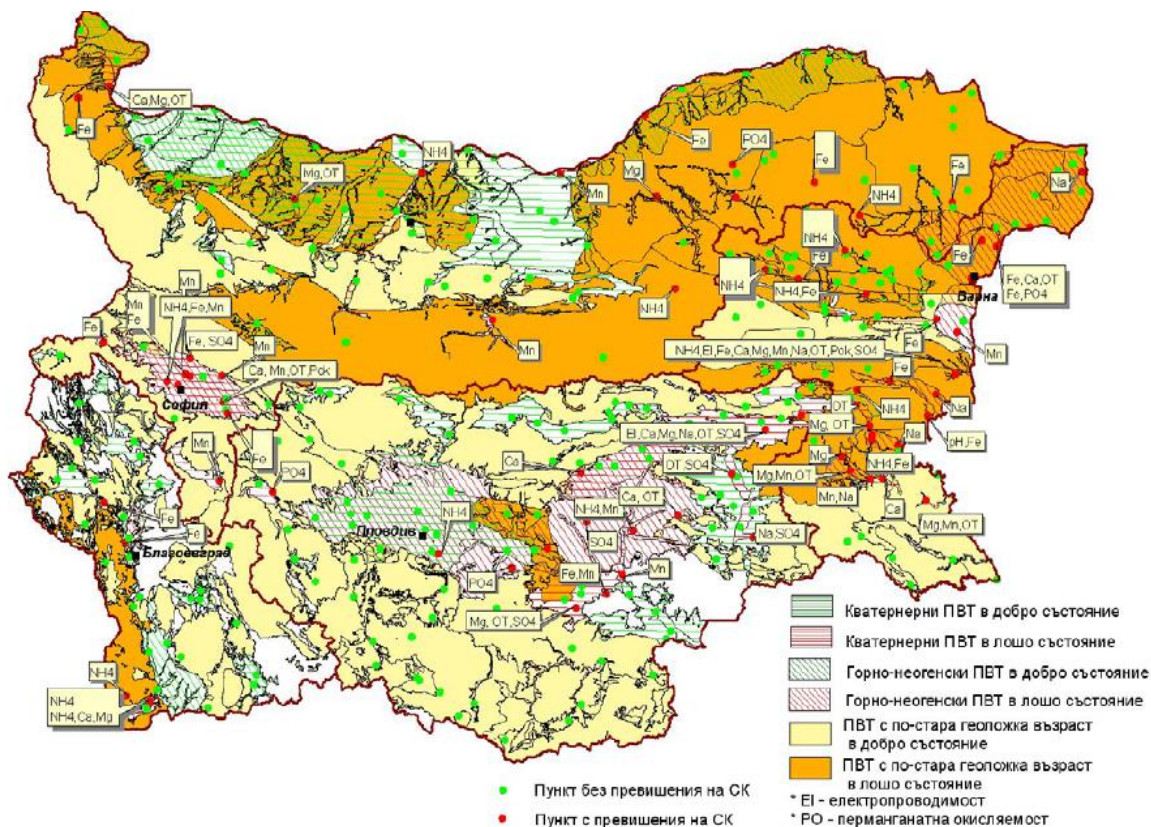 Ca,Mg,OT
Fe
NH4
Mg,OT
Fe
PO4
Fe
Mn
Mg
Fe
Na
NH4
NH4
Fe
Fe
NH4
NH4,Fe
Варна
Fe,Ca,OT
Fe,PO4
Mn
NH4
Mn
Mn
Fe
NH4,Fe,Mn
Fe
Fe, SO4
Mn
Ca, Mn,OT,Pok
София
NH4,El,Fe,Ca,Mg,Mn,Na,OT,Pok,SO4
Fe
Mn
Fe
OT
NH4
Na
Mg, OT
El,Ca,Mg,Na,OT,SO4
Na
pH,Fe
Mn
Fe
PO4
Ca
OT,SO4
Mg
NH4,Fe
Mg,Mn,OT
Ca, OT
Mn,Na
Ca
NH4,Mn
NH4
Mg,Mn,OT
Fe
Пловдив
SO4
Na,SO4
Fe
Благоевград
PO4
Fe,Mn
Mn
Mg, OT,SO4
NH4
NH4
NH4,Ca,Mg
Кватернерни ПВТ в добро състояние
Кватернерни ПВТ в лошо състояние
Горно-неогенски ПВТ в добро състояние
Горно-неогенски ПВТ в лошо състояние
ПВТ с по-стара геоложка възраст
в добро състояние
ПВТ с по-стара геоложка възраст
в лошо състояние
Пункт без превишения на СК
Пункт с превишения на СК
* El - електропроводимост
* PO - перманганатна окисляемост